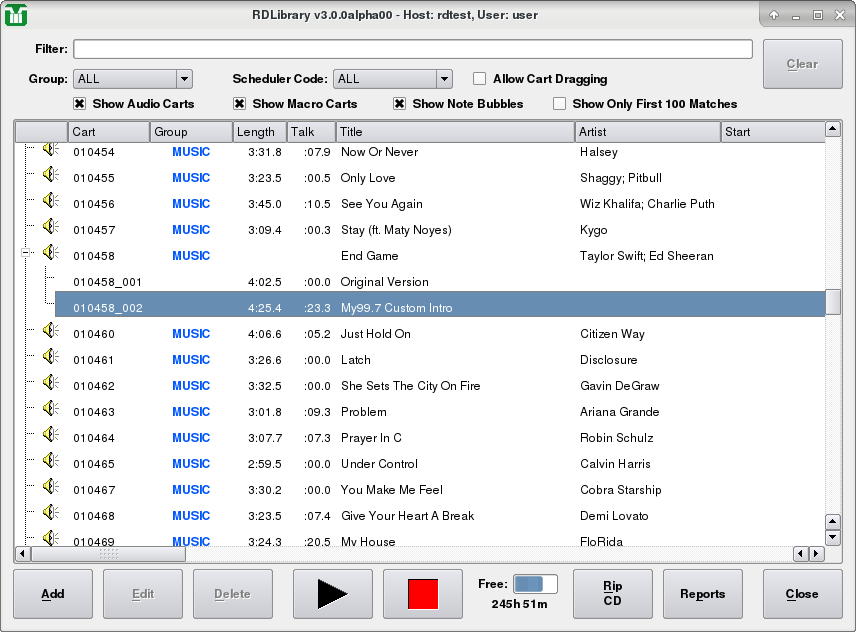 RDLibrary v3.0.0alpha00 - Host: rdtest, User: user
Filter:
Clear
Group: ALL Scheduler Code: ALL Allow Cart Dragging
Show Audio Carts Show Macro Carts Show Note Bubbles Show Only First 100 Matches
Cart Group Length Talk Title Artist Start
010454 MUSIC 3:31.8 :07.9 Now Or Never Halsey
010455 MUSIC 3:23.5 :00.5 Only Love Shaggy; Pitbull
010456 MUSIC 3:45.0 :10.5 See You Again Wiz Khalifa; Charlie Puth
010457 MUSIC 3:09.4 :00.3 Stay (ft. Maty Noyes) Kygo
010458 MUSIC End Game Taylor Swift; Ed Sheeran
010458_001 4:02.5 :00.0 Original Version
010458_002 4:25.4 :23.3 My99.7 Custom Intro
010460 MUSIC 4:06.6 :05.2 Just Hold On Citizen Way
010461 MUSIC 3:26.6 :00.0 Latch Disclosure
010462 MUSIC 3:32.5 :00.0 She Sets The City On Fire Gavin DeGraw
010463 MUSIC 3:01.8 :09.3 Problem Ariana Grande
010464 MUSIC 3:07.7 :07.3 Prayer In C Robin Schulz
010465 MUSIC 2:59.5 :00.0 Under Control Calvin Harris
010467 MUSIC 3:30.2 :00.0 You Make Me Feel Cobra Starship
010468 MUSIC 3:23.5 :07.4 Give Your Heart A Break Demi Lovato
010469 MUSIC 3:24.3 :20.5 My House FloRida
Add Edit Delete Free: 245h 51m Rip CD Reports Close